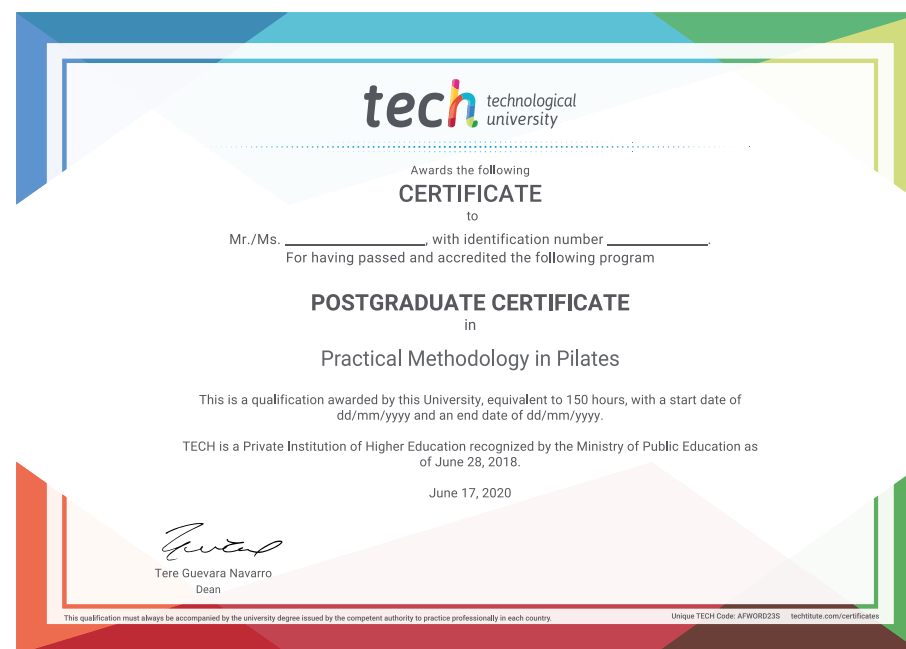 tech technological
university
Awards the following
CERTIFICATE
to
Mr./Ms. ____________________, with identification number ______________.
For having passed and accredited the following program
POSTGRADUATE CERTIFICATE
in
Practical Methodology in Pilates
This is a qualification awarded by this University, equivalent to 150 hours, with a start date of
dd/mm/yyyy and an end date of dd/mm/yyyy.
TECH is a Private Institution of Higher Education recognized by the Ministry of Public Education as
of June 28, 2018.
June 17, 2020
Tere Guevara Navarro
Dean
This qualification must always be accompanied by the university degree issued by the competent authority to practice professionally in each country.
Unique TECH Code: AFWORD23S techtitute.com/certificates